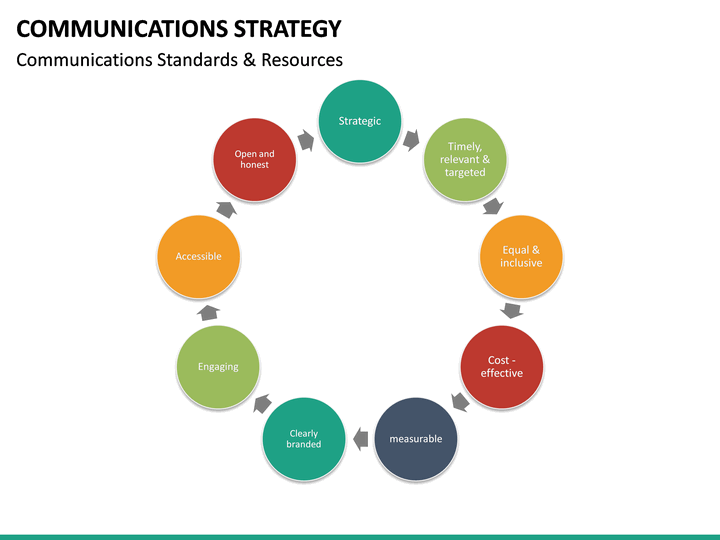 COMMUNICATIONS STRATEGY
Communications Standards & Resources
Strategic
Timely,
relevant &
targeted
Equal &
inclusive
Cost -
effective
measurable
Clearly
branded
Engaging
Accessible
Open and
honest